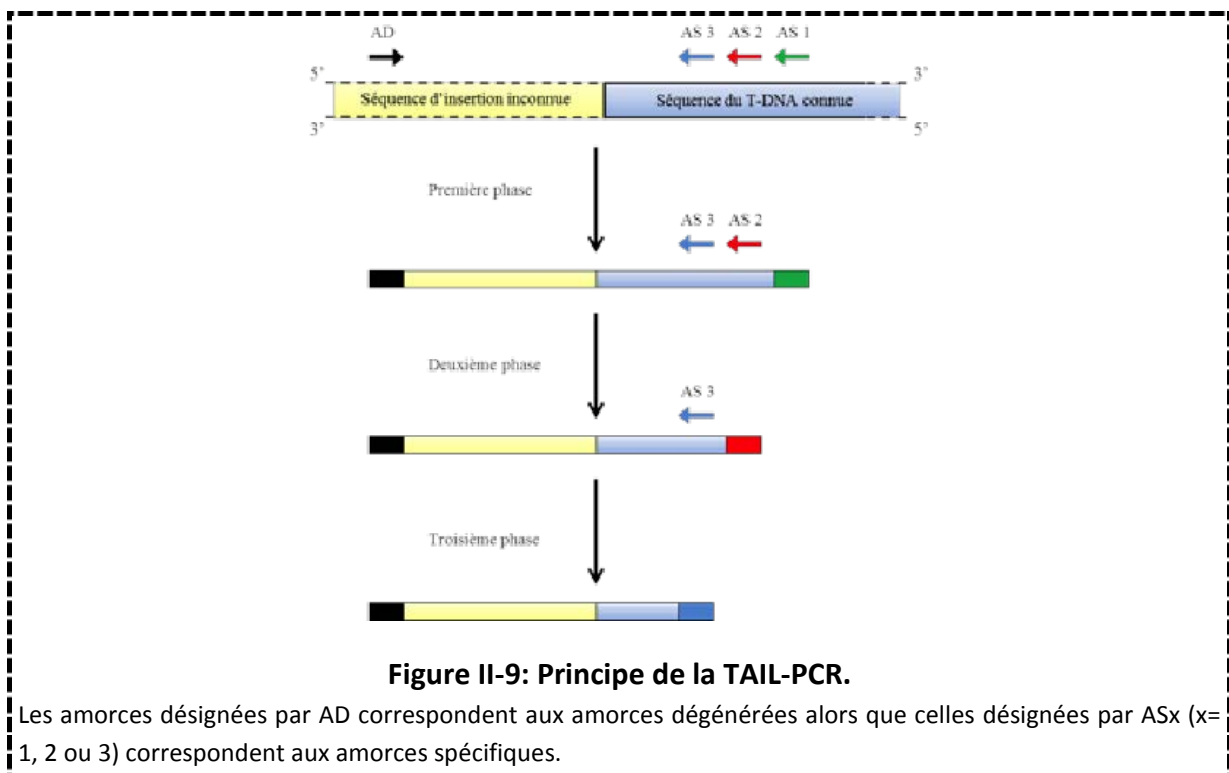 AD AS 3 AS 2 AS 1
5' 3'
Séquence d'insertion inconnue Séquence du T-DNA connue
3' 5'
Première phase
AS 3 AS 2
Deuxième phase
AS 3
Troisième phase
Figure II-9: Principe de la TAIL-PCR.
Les amorces désignées par AD correspondent aux amorces dégénérées alors que celles désignées par ASx (x=
1, 2 ou 3) correspondent aux amorces spécifiques.